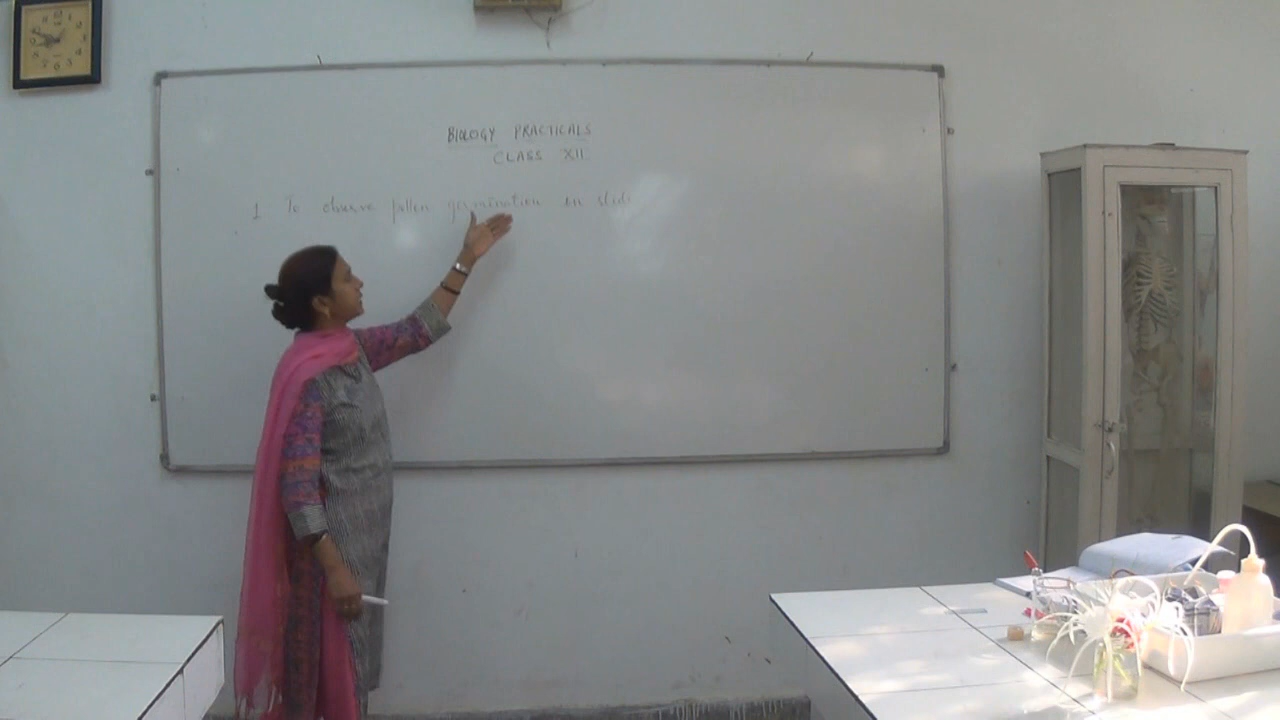 BIOLOGY PRACTICALS
CLASS XII
1 To observe pollen germination on slide